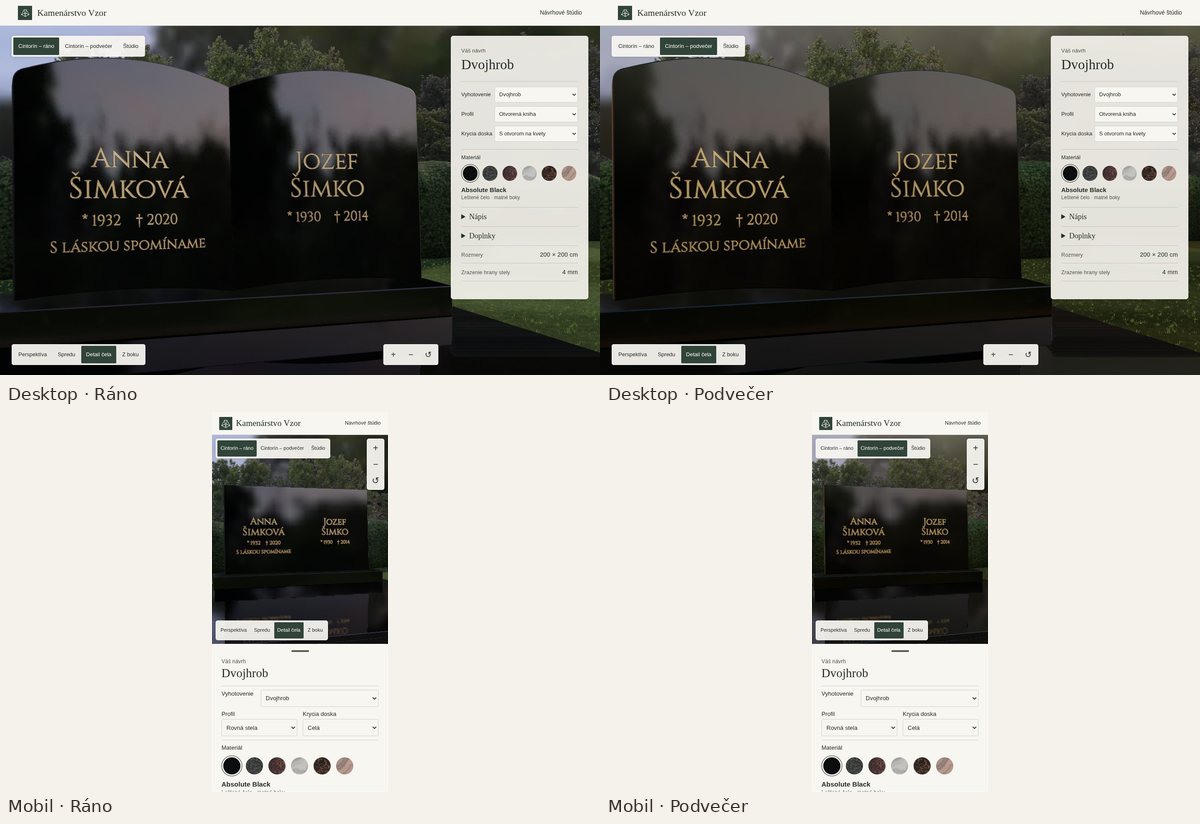 Kamenárstvo Vzor
Návrhové štúdio
Cintorín – ráno
Cintorín – podvečer
Štúdio
ANNA
ŠIMKOVÁ
* 1932 † 2020
S LÁSKOU SPOMÍNAME
JOZEF
ŠIMKO
* 1930 † 2014
Váš návrh
Dvojhrob
Vyhotovenie
Dvojhrob
Profil
Otvorená kniha
Krycia doska
S otvorom na kvety
Materiál
Absolute Black
Leštené čelo · matné boky
Nápis
Doplnky
Rozmery
200 × 200 cm
Zrazenie hrany stely
4 mm
Perspektíva
Spredu
Detail čela
Z boku
+
−
↺
Desktop · Ráno
Kamenárstvo Vzor
Návrhové štúdio
Cintorín – ráno
Cintorín – podvečer
Štúdio
ANNA
ŠIMKOVÁ
* 1932 † 2020
S LÁSKOU SPOMÍNAME
JOZEF
ŠIMKO
* 1930 † 2014
Váš návrh
Dvojhrob
Vyhotovenie
Dvojhrob
Profil
Otvorená kniha
Krycia doska
S otvorom na kvety
Materiál
Absolute Black
Leštené čelo · matné boky
Nápis
Doplnky
Rozmery
200 × 200 cm
Zrazenie hrany stely
4 mm
Perspektíva
Spredu
Detail čela
Z boku
+
−
↺
Desktop · Podvečer
Kamenárstvo Vzor
Návrhové štúdio
Cintorín – ráno
Cintorín – podvečer
Štúdio
+
−
↺
ANNA
ŠIMKOVÁ
* 1932 † 2020
S LÁSKOU SPOMÍNAME
JOZEF
ŠIMKO
* 1930 † 2014
Perspektíva
Spredu
Detail čela
Z boku
Váš návrh
Dvojhrob
Vyhotovenie
Dvojhrob
Profil
Krycia doska
Rovná stela
Celá
Materiál
Absolute Black
Mobil · Ráno
Kamenárstvo Vzor
Návrhové štúdio
Cintorín – ráno
Cintorín – podvečer
Štúdio
+
−
↺
ANNA
ŠIMKOVÁ
* 1932 † 2020
S LÁSKOU SPOMÍNAME
JOZEF
ŠIMKO
* 1930 † 2014
Perspektíva
Spredu
Detail čela
Z boku
Váš návrh
Dvojhrob
Vyhotovenie
Dvojhrob
Profil
Krycia doska
Rovná stela
Celá
Materiál
Absolute Black
Mobil · Podvečer